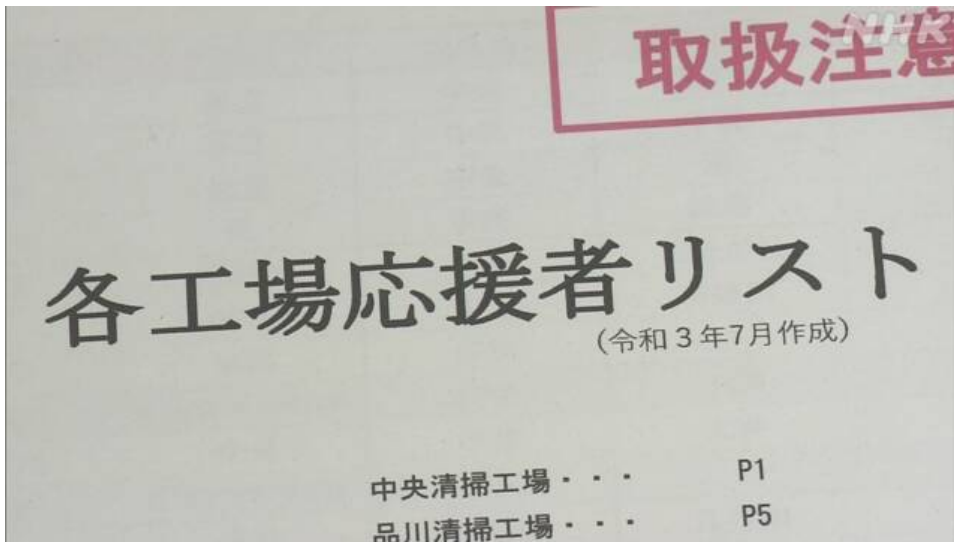 NHK
取扱注意
各工場応援者リスト
(令和3年7月作成)
中央清掃工場・・・ P1
品川清掃工場・・・ P5